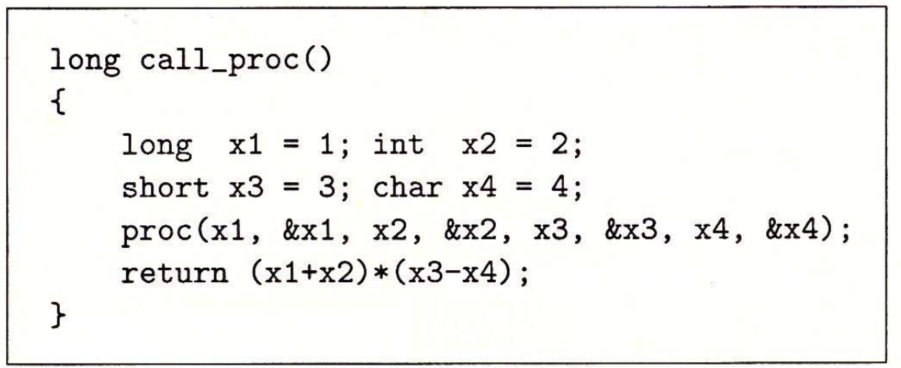 long call_proc()
{
    long  x1 = 1; int  x2 = 2;
    short x3 = 3; char x4 = 4;
    proc(x1, &x1, x2, &x2, x3, &x3, x4, &x4);
    return (x1+x2)*(x3-x4);
}